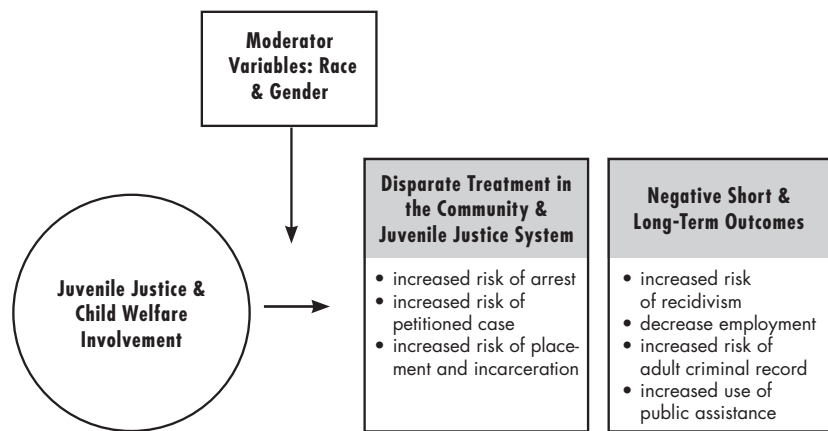 Moderator
Variables: Race
& Gender
Juvenile Justice &
Child Welfare
Involvement
Disparate Treatment in
the Community &
Juvenile Justice System
• increased risk of arrest
• increased risk of
petitioned case
• increased risk of place-
ment and incarceration
Negative Short &
Long-Term Outcomes
• increased risk
of recidivism
• decrease employment
• increased risk of
adult criminal record
• increased use of
public assistance